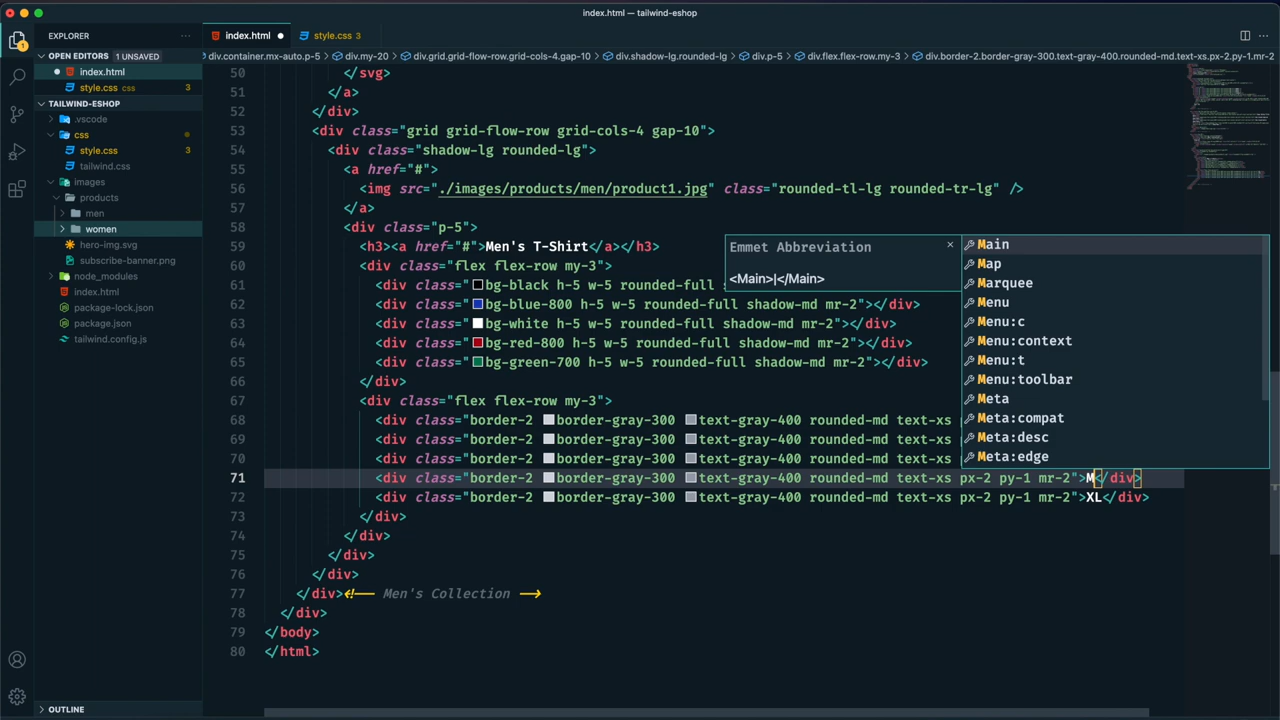 index.html — tailwind-eshop
EXPLORER
index.html
style.css 3
OPEN EDITORS 1 UNSAVED
index.html
style.css css 3
TAILWIND-ESHOP
.vscode
css
style.css 3
tailwind.css
images
products
men
women
hero-img.svg
subscribe-banner.png
node_modules
index.html
package-lock.json
package.json
tailwind.config.js
OUTLINE
div.container.mx-auto.p-5 › div.my-20 › div.grid.grid-flow-row.grid-cols-4.gap-10 › div.shadow-lg.rounded-lg › div.p-5 › div.flex.flex-row.my-3 › div.border-2.border-gray-300.text-gray-400.rounded-md.text-xs.px-2.py-1.mr-2
50 </svg>
51 </a>
52 </div>
53 <div class="grid grid-flow-row grid-cols-4 gap-10">
54 <div class="shadow-lg rounded-lg">
55 <a href="#">
56 <img src="./images/products/men/product1.jpg" class="rounded-tl-lg rounded-tr-lg" />
57 </a>
58 <div class="p-5">
59 <h3><a href="#">Men's T-Shirt</a></h3>
60 <div class="flex flex-row my-3">
61 <div class="bg-black h-5 w-5 rounded-full
62 <div class="bg-blue-800 h-5 w-5 rounded-full shadow-md mr-2"></div>
63 <div class="bg-white h-5 w-5 rounded-full shadow-md mr-2"></div>
64 <div class="bg-red-800 h-5 w-5 rounded-full shadow-md mr-2"></div>
65 <div class="bg-green-700 h-5 w-5 rounded-full shadow-md mr-2"></div>
66 </div>
67 <div class="flex flex-row my-3">
68 <div class="border-2 border-gray-300 text-gray-400 rounded-md text-xs
69 <div class="border-2 border-gray-300 text-gray-400 rounded-md text-xs
70 <div class="border-2 border-gray-300 text-gray-400 rounded-md text-xs
71 <div class="border-2 border-gray-300 text-gray-400 rounded-md text-xs px-2 py-1 mr-2">M</div>
72 <div class="border-2 border-gray-300 text-gray-400 rounded-md text-xs px-2 py-1 mr-2">XL</div>
73 </div>
74 </div>
75 </div>
76 </div>
77 </div><!-- Men's Collection -->
78 </div>
79 </body>
80 </html>
Emmet Abbreviation
<Main>|</Main>
Main
Map
Marquee
Menu
Menu:c
Menu:context
Menu:t
Menu:toolbar
Meta
Meta:compat
Meta:desc
Meta:edge